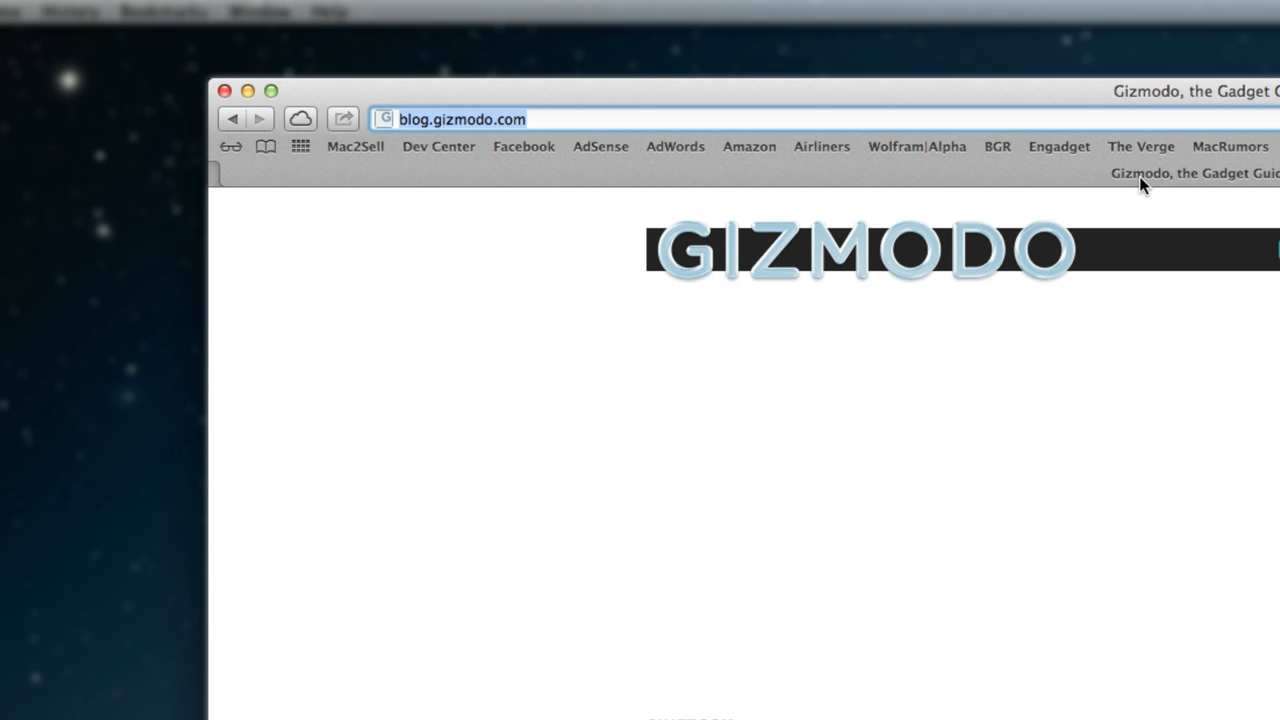 History Bookmarks Window Help
Gizmodo, the Gadget
blog.gizmodo.com
Mac2Sell Dev Center Facebook AdSense AdWords Amazon Airliners Wolfram|Alpha BGR Engadget The Verge MacRumors
Gizmodo, the Gadget
GIZMODO